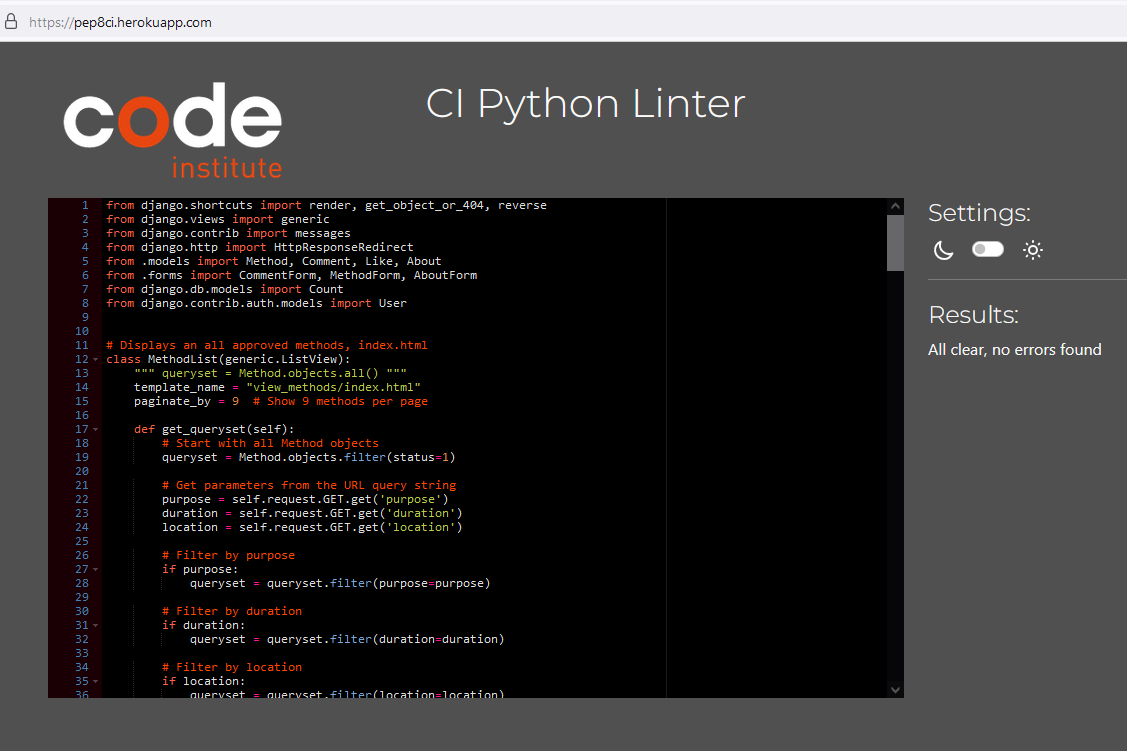 https://pep8ci.herokuapp.com
code
institute
CI Python Linter
1 from django.shortcuts import render, get_object_or_404, reverse
2 from django.views import generic
3 from django.contrib import messages
4 from django.http import HttpResponseRedirect
5 from .models import Method, Comment, Like, About
6 from .forms import CommentForm, MethodForm, AboutForm
7 from django.db.models import Count
8 from django.contrib.auth.models import User
9
10
11 # Displays an all approved methods, index.html
12 class MethodList(generic.ListView):
13     """ queryset = Method.objects.all() """
14     template_name = "view_methods/index.html"
15     paginate_by = 9  # Show 9 methods per page
16
17     def get_queryset(self):
18         # Start with all Method objects
19         queryset = Method.objects.filter(status=1)
20
21         # Get parameters from the URL query string
22         purpose = self.request.GET.get('purpose')
23         duration = self.request.GET.get('duration')
24         location = self.request.GET.get('location')
25
26         # Filter by purpose
27         if purpose:
28             queryset = queryset.filter(purpose=purpose)
29
30         # Filter by duration
31         if duration:
32             queryset = queryset.filter(duration=duration)
33
34         # Filter by location
35         if location:
36             queryset = queryset.filter(location=location)
Settings:
Results:
All clear, no errors found